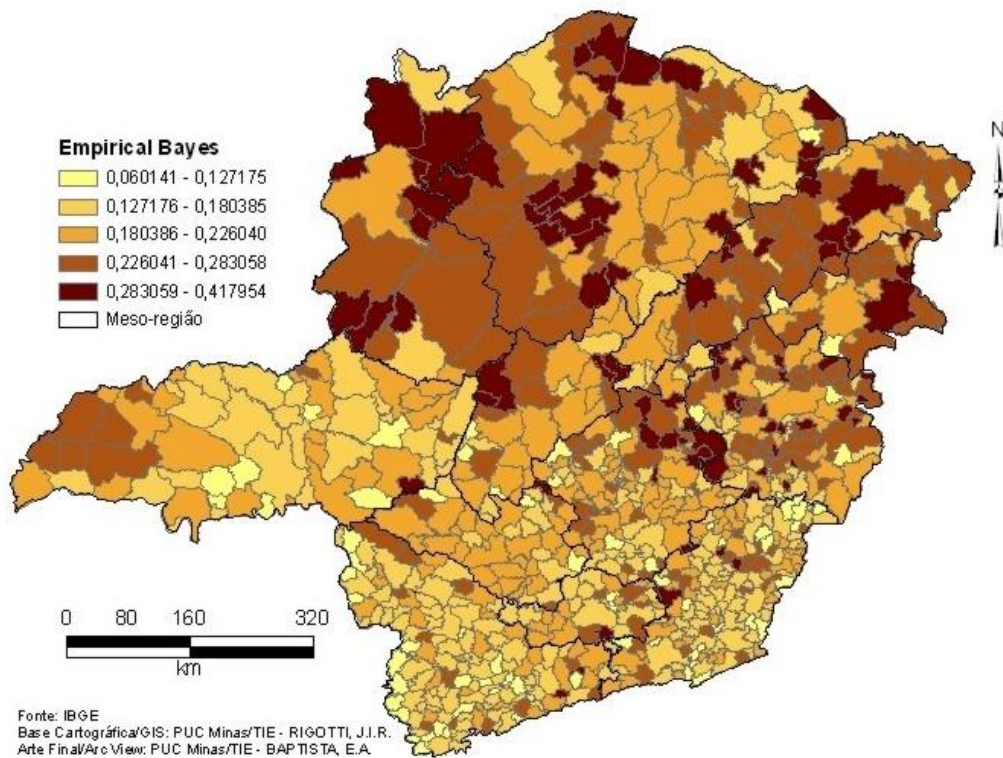 N
Empirical Bayes
0,060141 - 0,127175
0,127176 - 0,180385
0,180386 - 0,226040
0,226041 - 0,283058
0,283059 - 0,417954
Meso-região
0 80 160 320
km
Fonte: IBGE
Base Cartográfica/GIS: PUC Minas/TIE - RIGOTTI, J.I.R.
Arte Final/Arc View: PUC Minas/TIE - BAPTISTA, E.A.